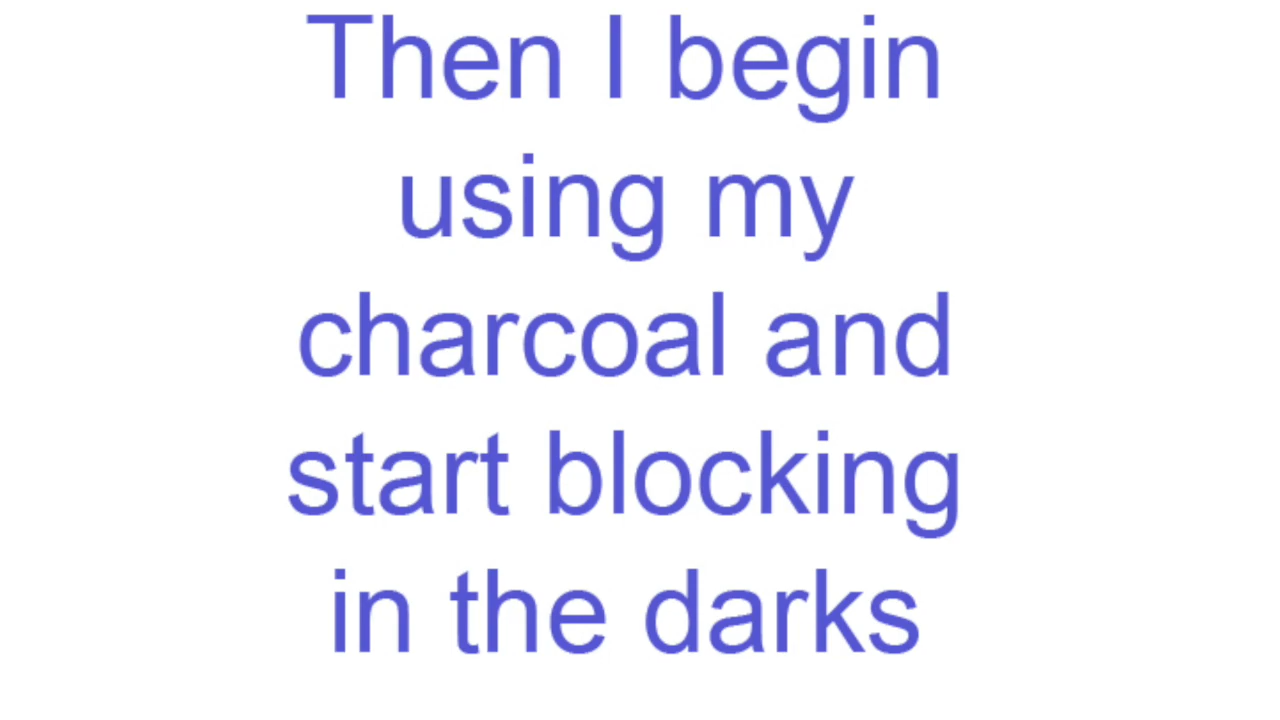 Then I begin
using my
charcoal and
start blocking
in the darks